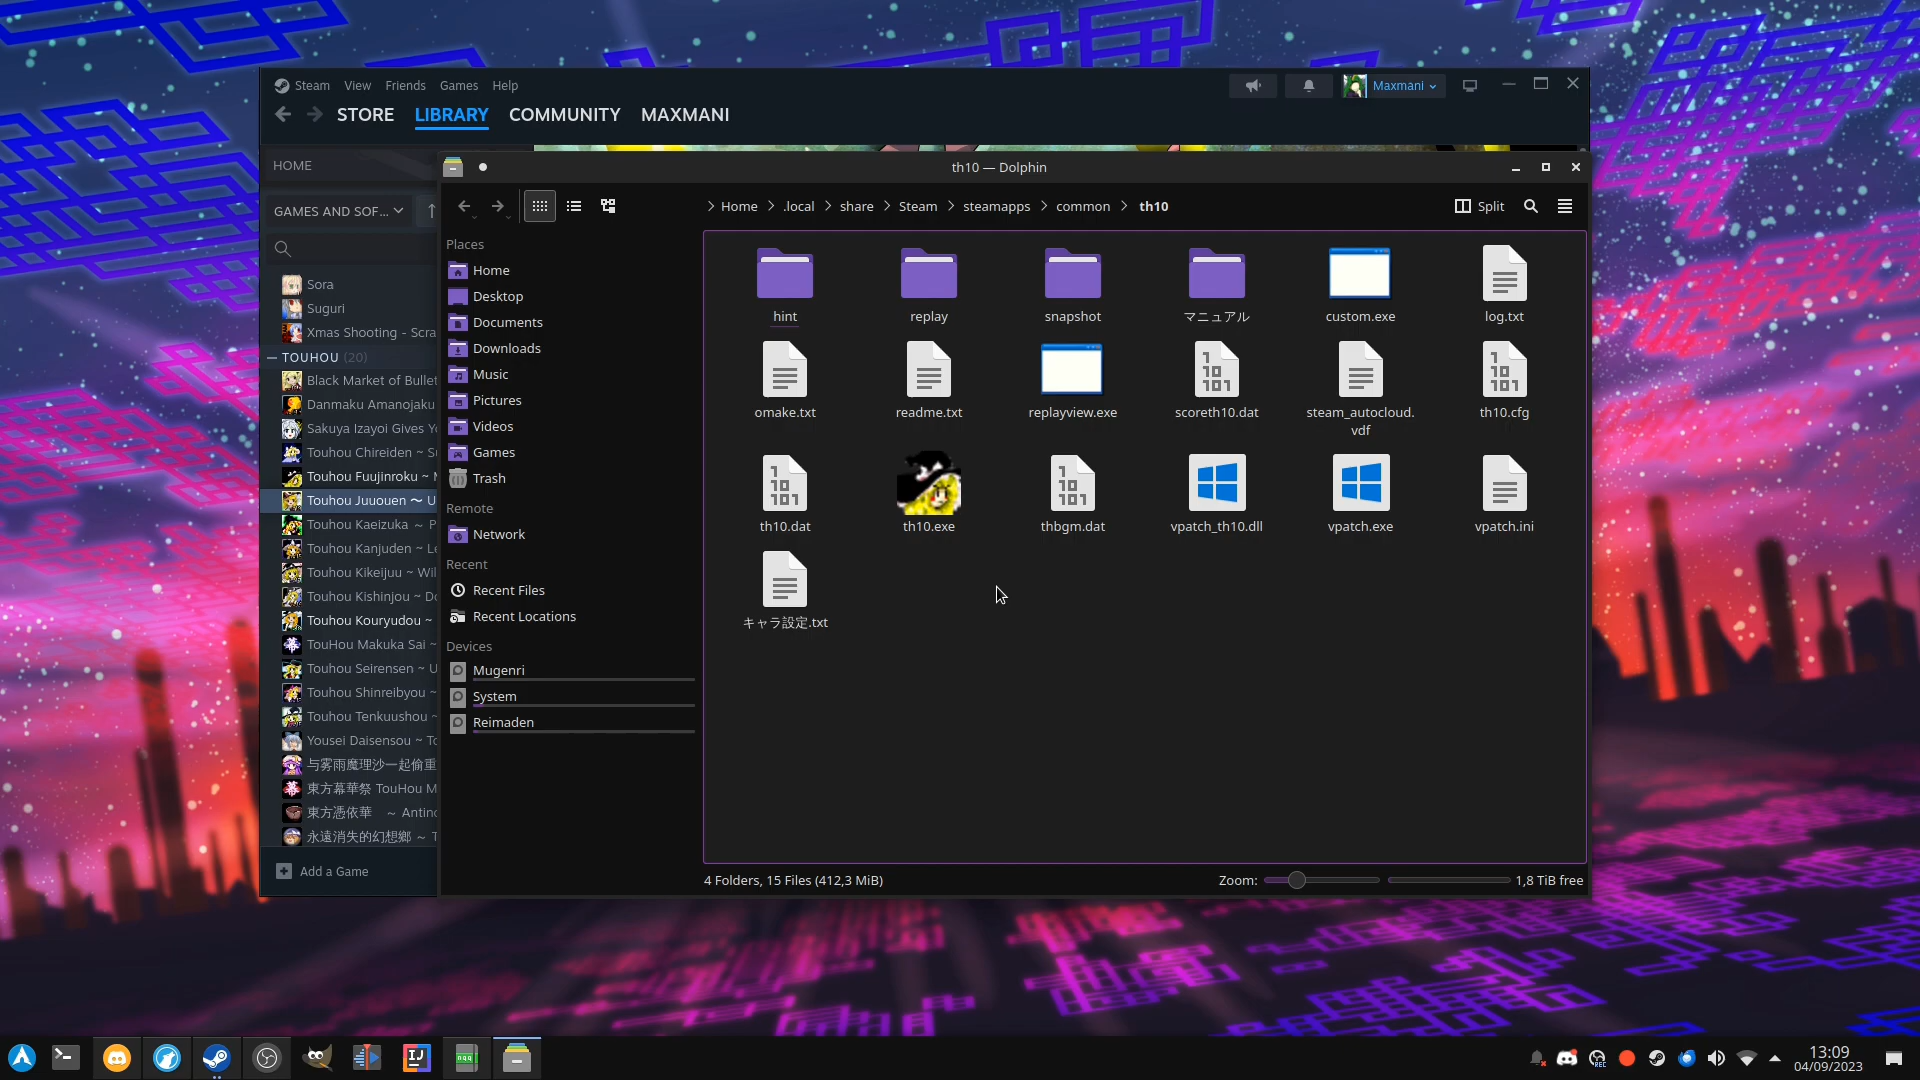 Steam View Friends Games Help
Maxmani
STORE LIBRARY COMMUNITY MAXMANI
HOME
th10 — Dolphin
GAMES AND SOF...
Home .local share Steam steamapps common th10
Split
Sora
Suguri
Xmas Shooting - Scra
TOUHOU (20)
Black Market of Bullet
Danmaku Amanojaku
Sakuya Izayoi Gives Yo
Touhou Chireiden ~ Su
Touhou Fuujinroku ~ M
Touhou Juuouen 〜 U
Touhou Kaeizuka ~ P
Touhou Kanjuden ~ Le
Touhou Kikeijuu ~ Wil
Touhou Kishinjou ~ Do
Touhou Kouryudou ~
TouHou Makuka Sai ~
Touhou Seirensen ~ U
Touhou Shinreibyou ~
Touhou Tenkuushou ~
Yousei Daisensou ~ To
与雾雨魔理沙一起偷重
東方幕華祭 TouHou M
東方憑依華　~ Antino
永遠消失的幻想鄉 ~ T
Add a Game
Places
Home
Desktop
Documents
Downloads
Music
Pictures
Videos
Games
Trash
Remote
Network
Recent
Recent Files
Recent Locations
Devices
Mugenri
System
Reimaden
hint
replay
snapshot
マニュアル
custom.exe
log.txt
omake.txt
readme.txt
replayview.exe
scoreth10.dat
steam_autocloud.
vdf
th10.cfg
th10.dat
th10.exe
thbgm.dat
vpatch_th10.dll
vpatch.exe
vpatch.ini
キャラ設定.txt
4 Folders, 15 Files (412,3 MiB)
Zoom:
1,8 TiB free
13:09
04/09/2023